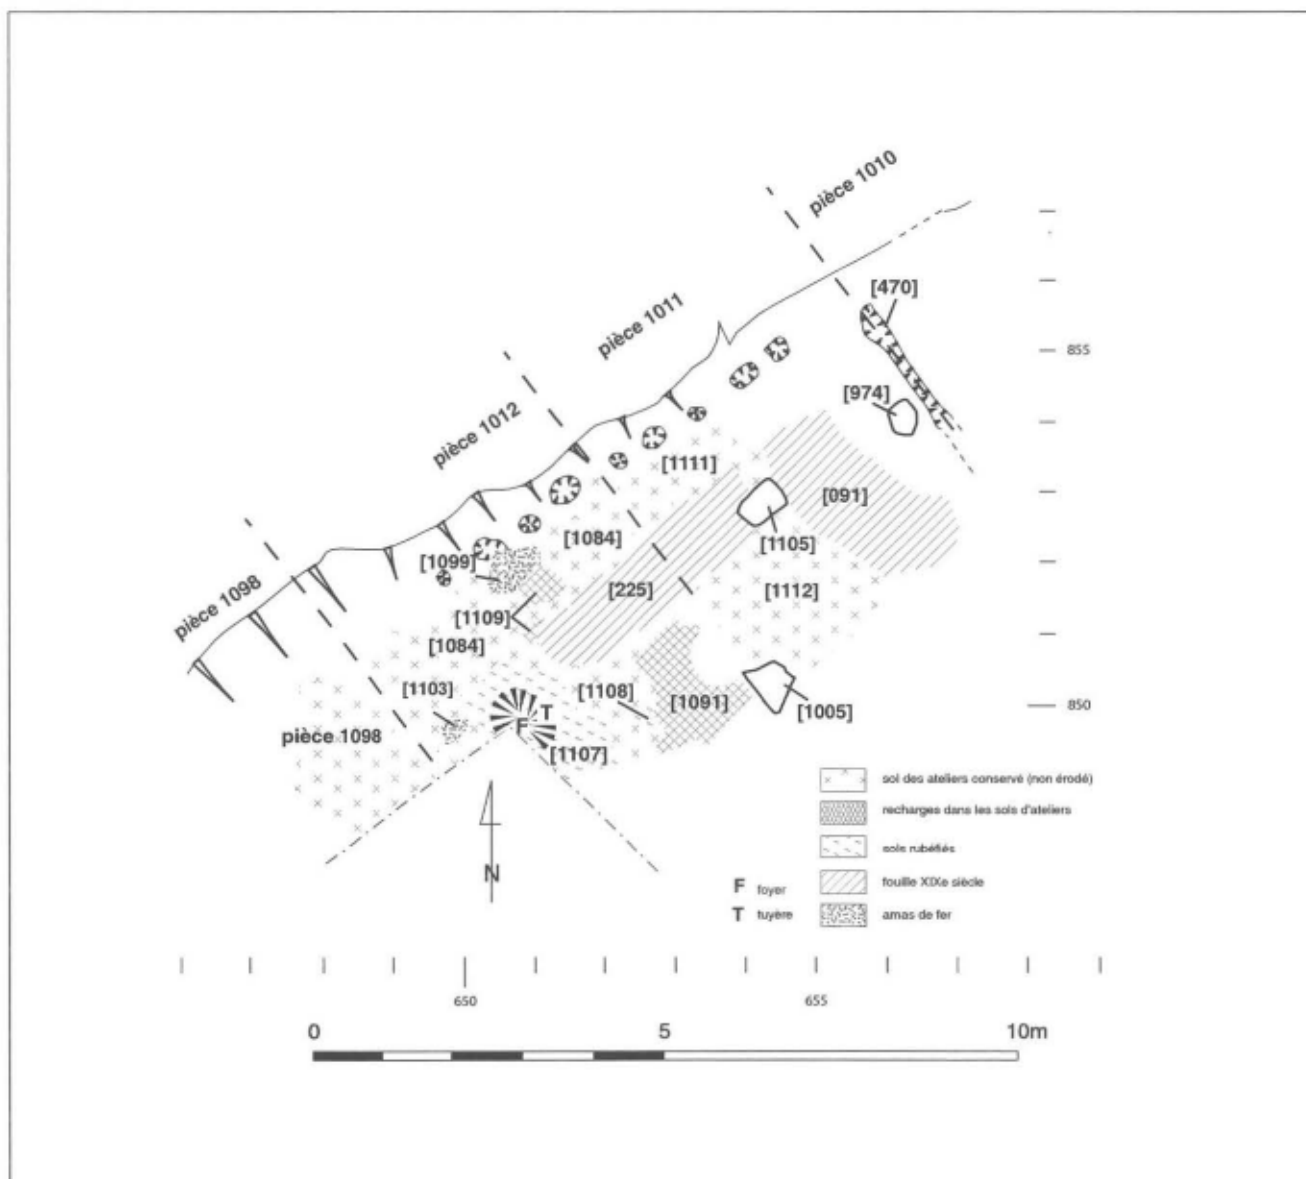 pièce 1010
[470]
pièce 1011
855
[974]
pièce 1012
[1111]
[091]
[1084]
[1105]
[1099]
[225]
[1112]
pièce 1098
[1109]
[1084]
[1103]
[1108]
[1091]
[1005]
850
T
F
pièce 1098
[1107]
sol des ateliers conservé (non érodé)
recharges dans les sols d'ateliers
sols rubéfiés
N
F foyer
fouille XIXe siècle
T tuyère
amas de fer
650
655
0
5
10m